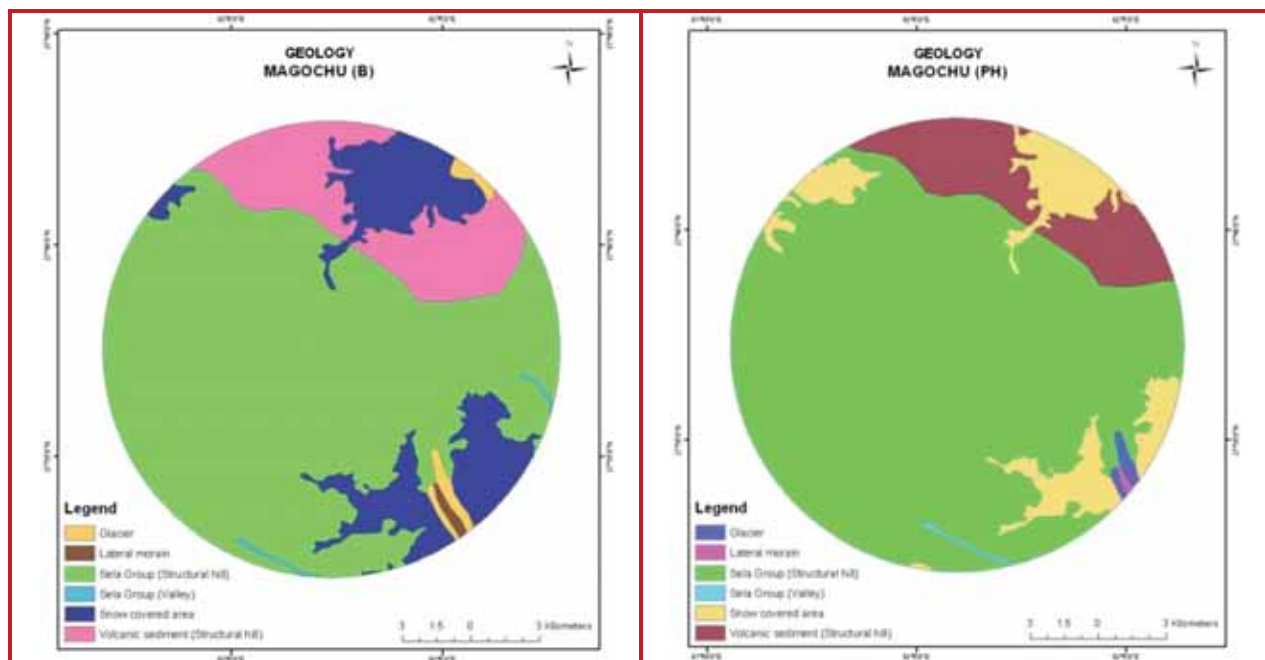 GEOLOGY
MAGOCHU (B)
Legend
Glacier
Lateral morain
Sela Group (Structural hill)
Sela Group (Valley)
Snow covered area
Volcanic sediment (Structural hill)
3 1.5 0 3 Kilometers
GEOLOGY
MAGOCHU (PH)
Legend
Glacier
Lateral morain
Sela Group (Structural hill)
Sela Group (Valley)
Snow covered area
Volcanic sediment (Structural hill)
3 1.5 0 3 Kilometers